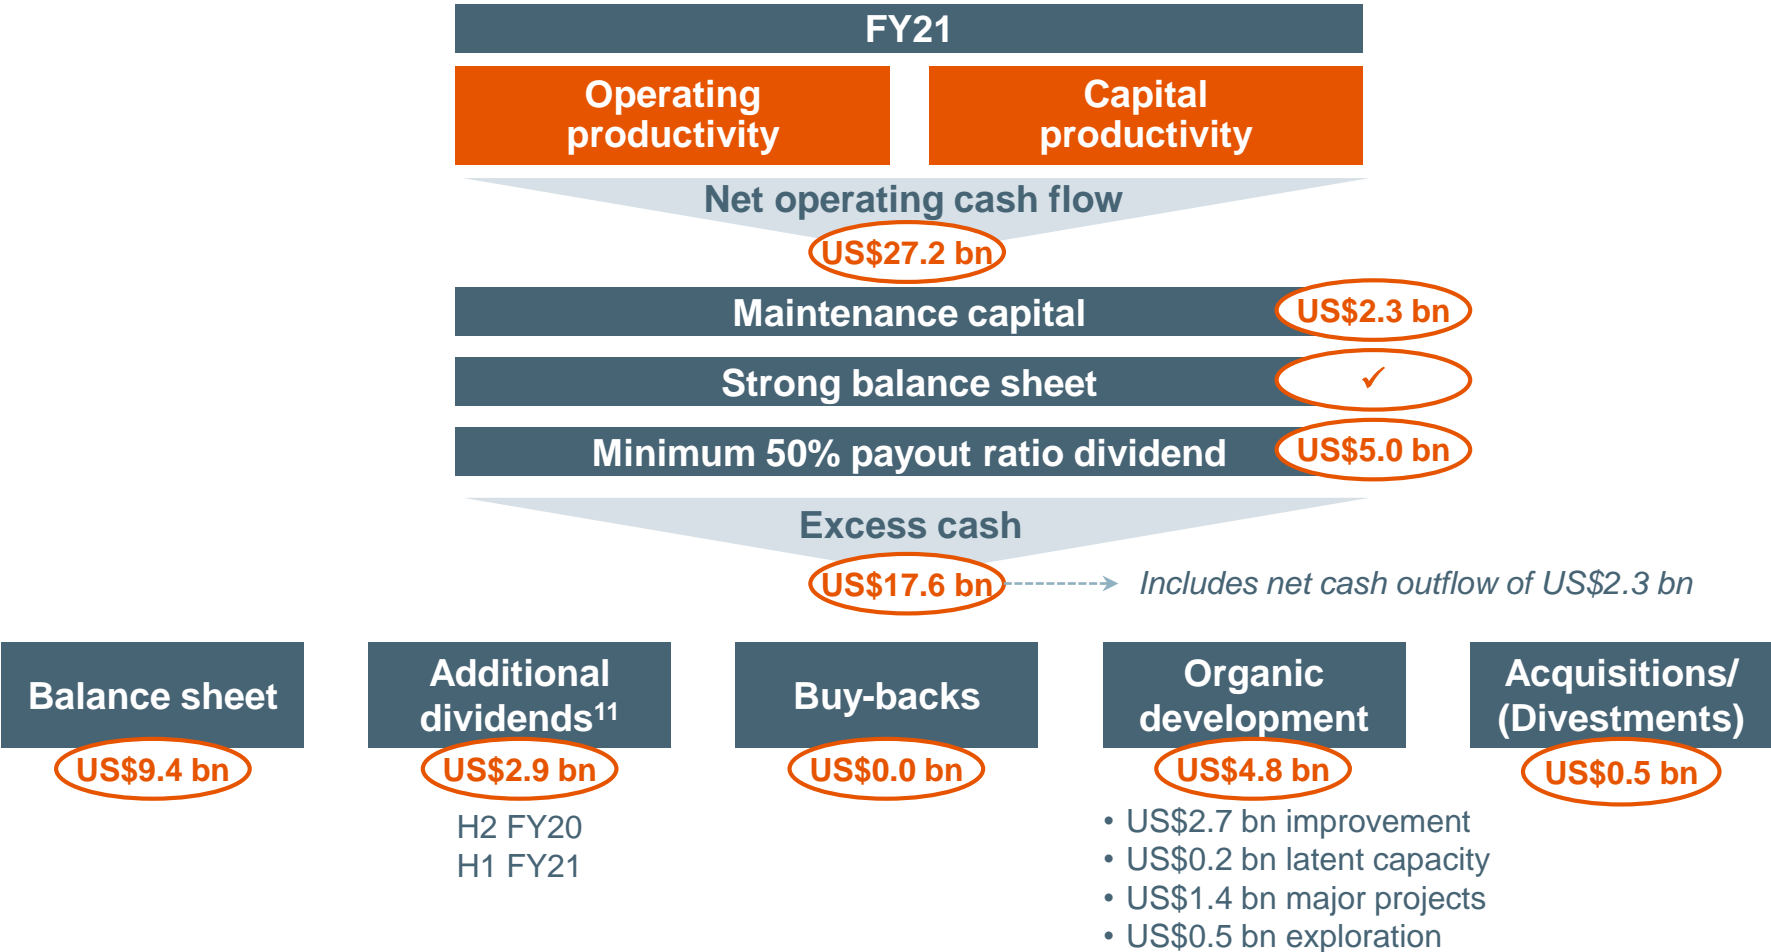 FY21
Operating
productivity
Capital
productivity
Net operating cash flow
US$27.2 bn
Maintenance capital
US$2.3 bn
Strong balance sheet
✓
Minimum 50% payout ratio dividend
US$5.0 bn
Excess cash
US$17.6 bn
Includes net cash outflow of US$2.3 bn
Balance sheet
US$9.4 bn
Additional
dividends¹¹
US$2.9 bn
H2 FY20
H1 FY21
Buy-backs
US$0.0 bn
Organic
development
US$4.8 bn
• US$2.7 bn improvement
• US$0.2 bn latent capacity
• US$1.4 bn major projects
• US$0.5 bn exploration
Acquisitions/
(Divestments)
US$0.5 bn